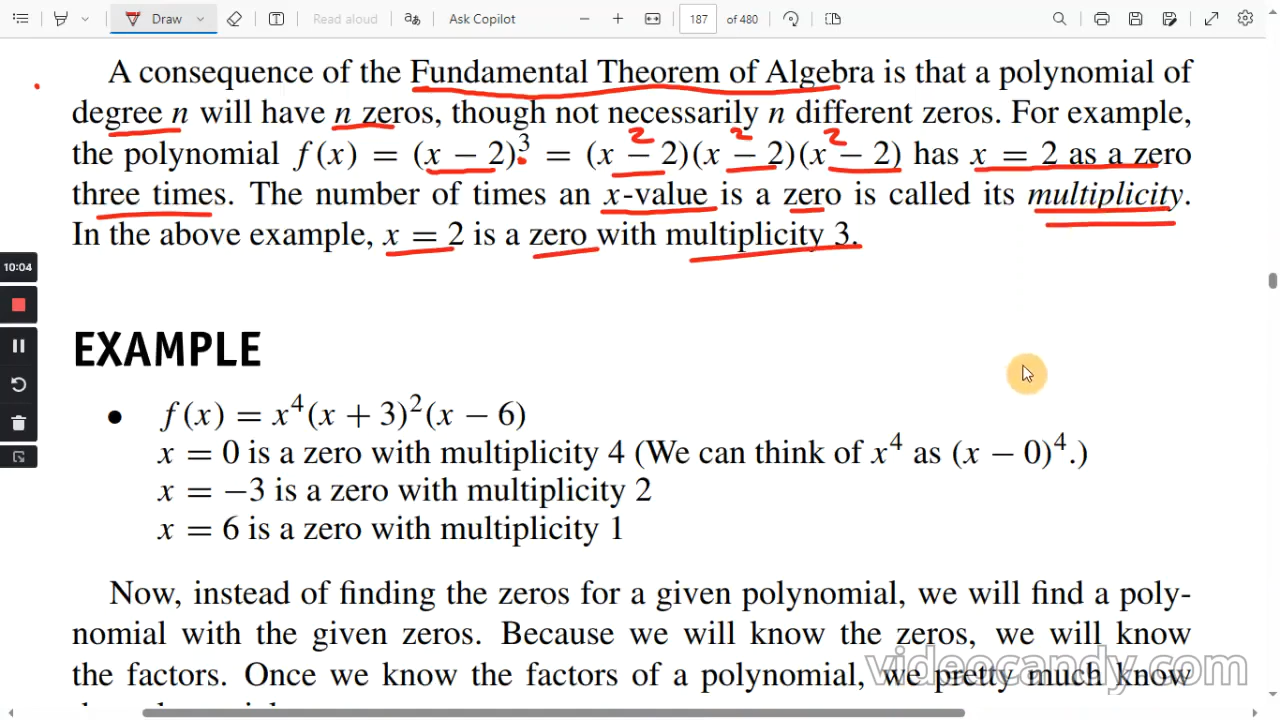 Draw
Read aloud
Ask Copilot
187 of 480
A consequence of the Fundamental Theorem of Algebra is that a polynomial of
degree n will have n zeros, though not necessarily n different zeros. For example,
2 2 2
the polynomial f(x) = (x − 2)³ = (x − 2)(x − 2)(x − 2) has x = 2 as a zero
three times. The number of times an x-value is a zero is called its multiplicity.
In the above example, x = 2 is a zero with multiplicity 3.
10:04
EXAMPLE
• f(x) = x⁴(x + 3)²(x − 6)
x = 0 is a zero with multiplicity 4 (We can think of x⁴ as (x − 0)⁴.)
x = −3 is a zero with multiplicity 2
x = 6 is a zero with multiplicity 1
Now, instead of finding the zeros for a given polynomial, we will find a poly-
nomial with the given zeros. Because we will know the zeros, we will know
the factors. Once we know the factors of a polynomial, we pretty much know
videocandy.com